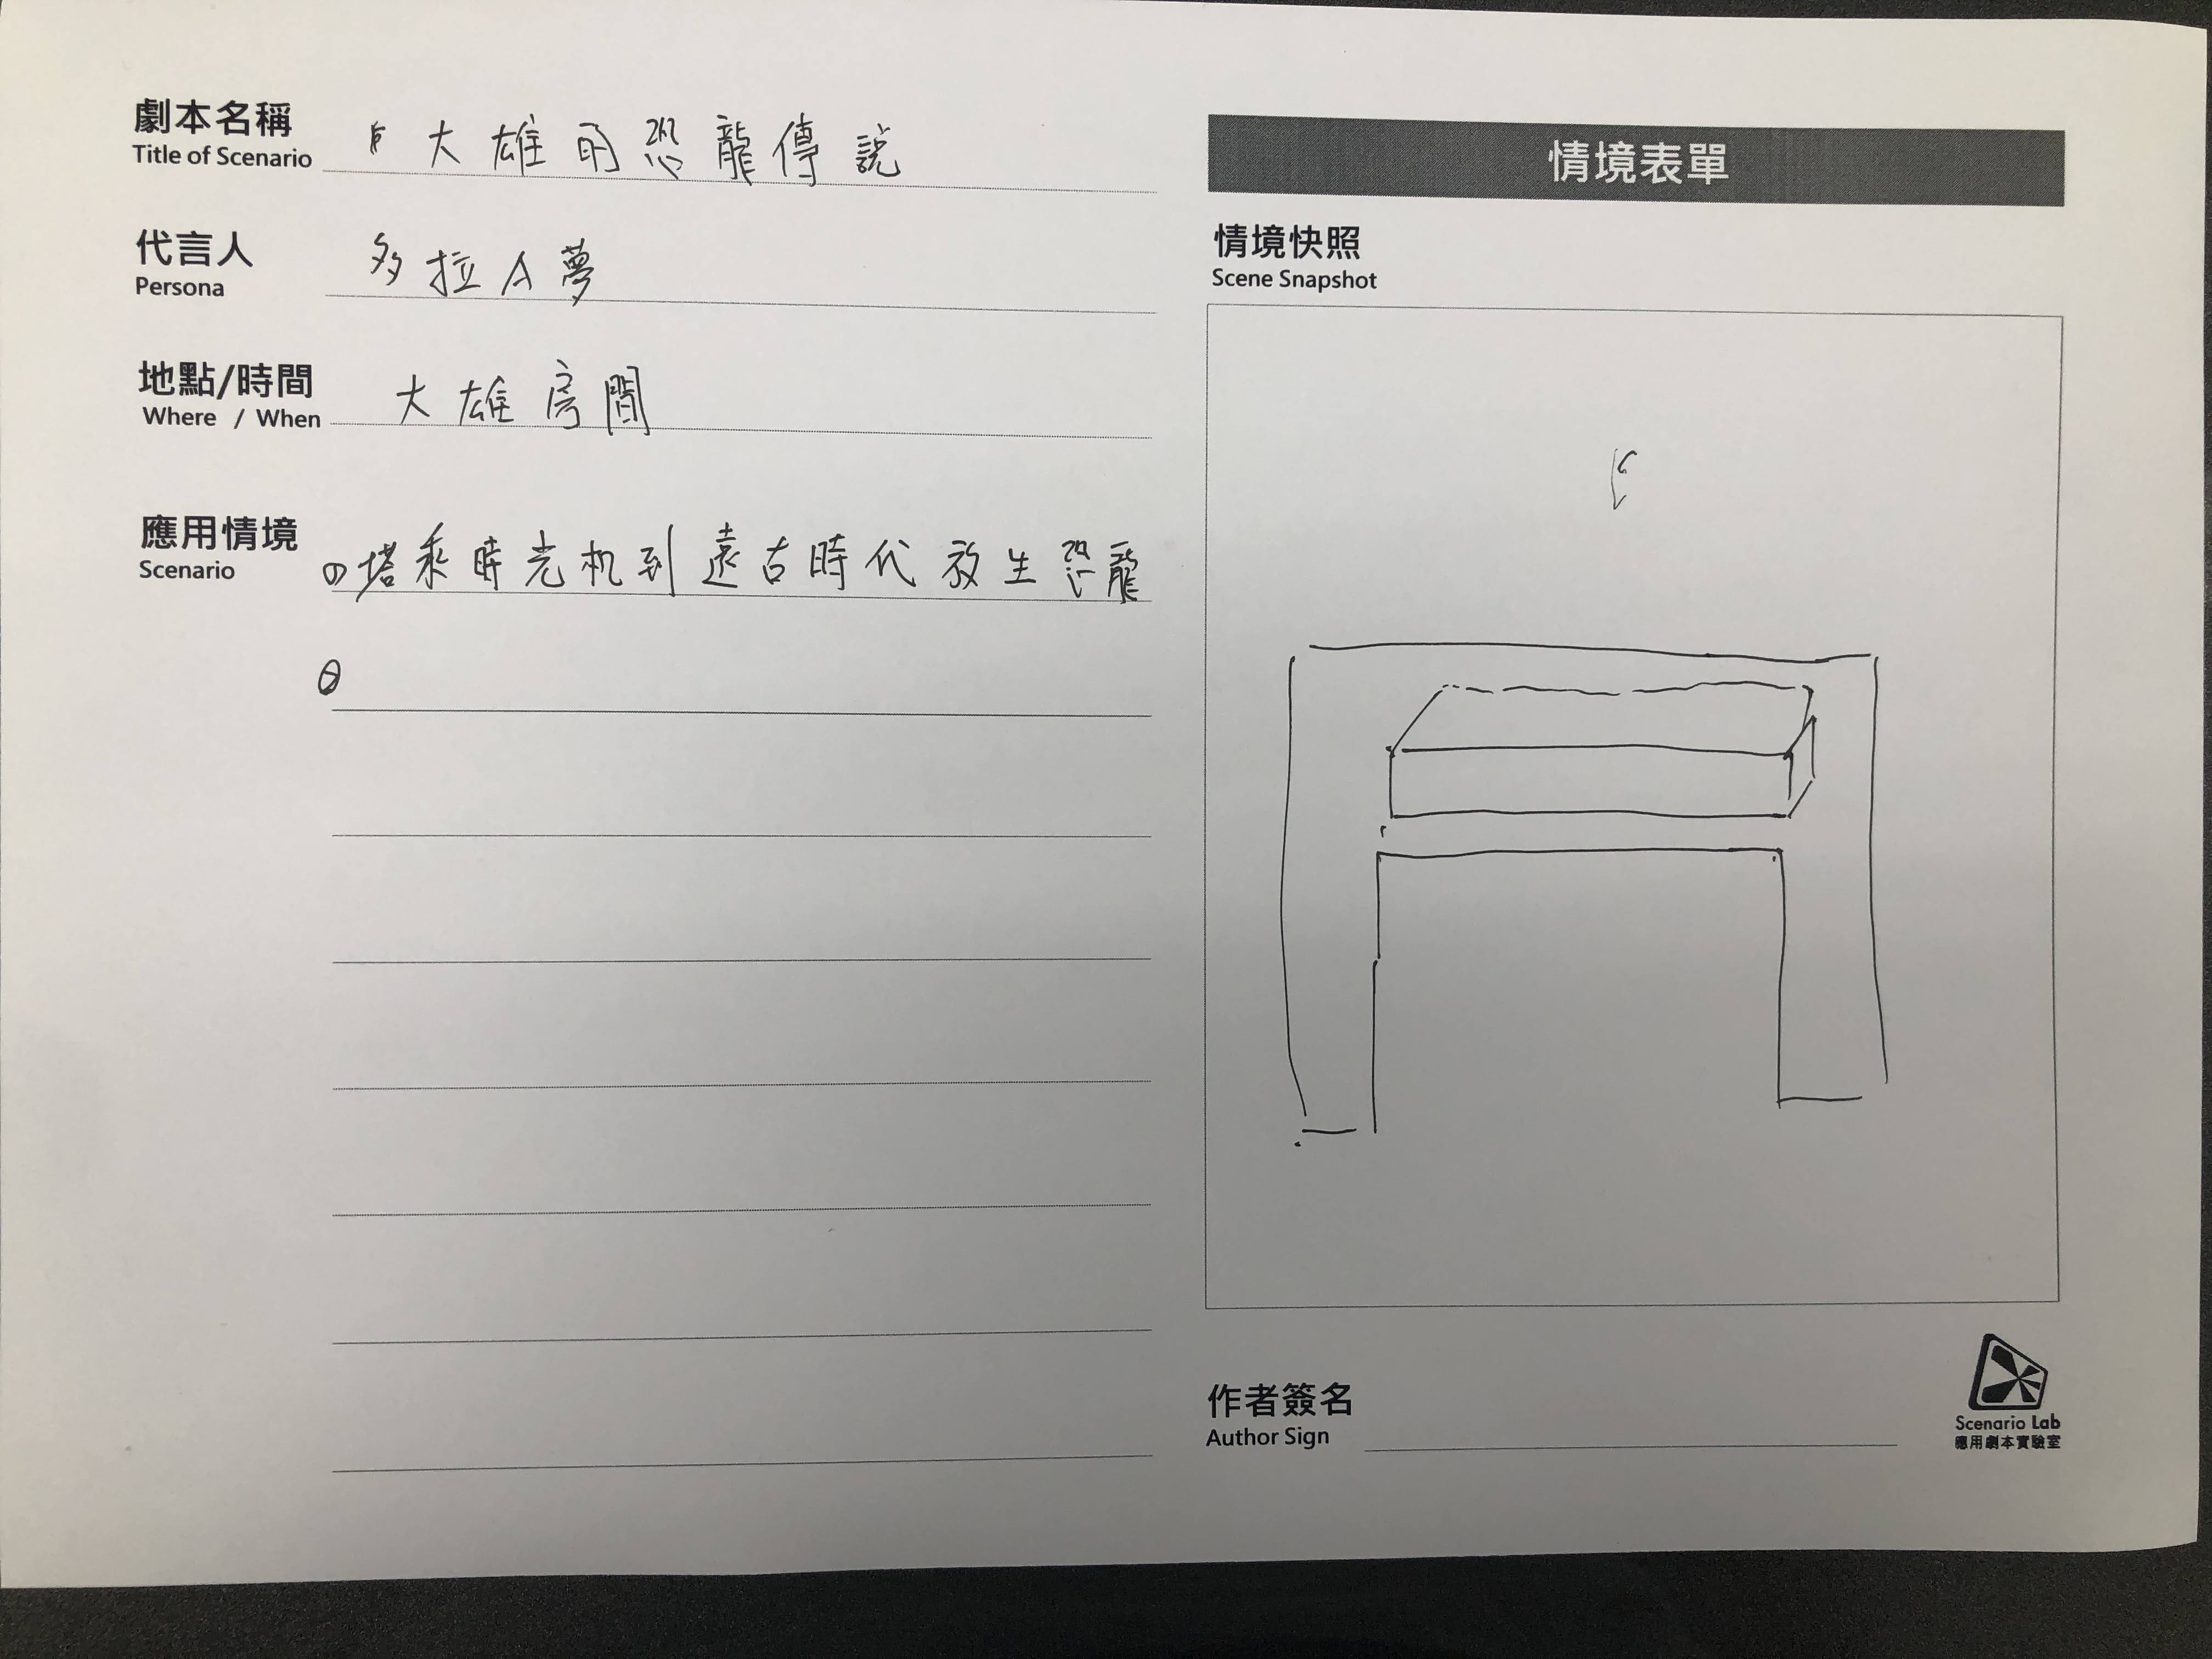 劇本名稱 大雄的恐龍傳說
Title of Scenario
代言人 多拉A夢
Persona
地點/時間 大雄房間
Where / When
應用情境 ①塔乘時光机到遠古時代放生恐龍
Scenario
②
情境表單
情境快照
Scene Snapshot
作者簽名
Author Sign
Scenario Lab
應用劇本實驗室